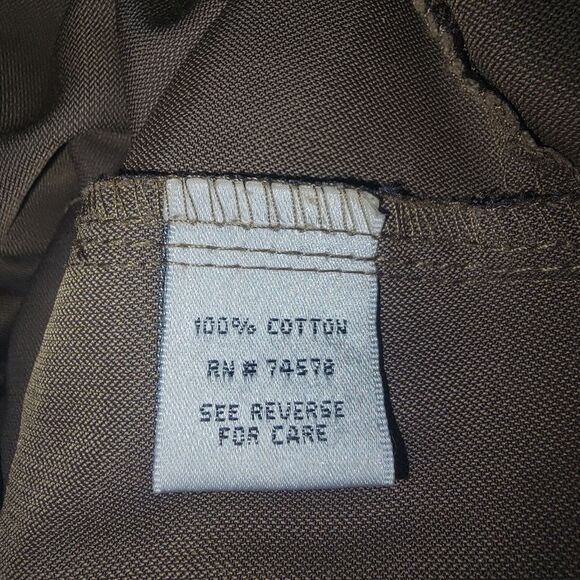 100% COTTON
RN # 74578
SEE REVERSE
FOR CARE